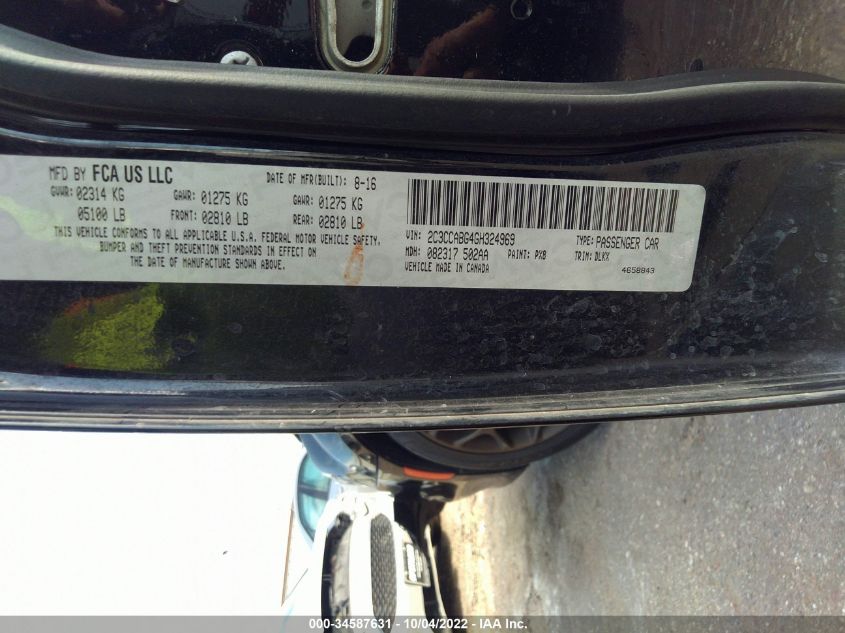 MFD BY FCA US LLC DATE OF MFR(BUILT): 8-16
GVWR: 02314 KG GAWR: 01275 KG GAWR: 01275 KG
05100 LB FRONT: 02810 LB REAR: 02810 LB
THIS VEHICLE CONFORMS TO ALL APPLICABLE U.S.A. FEDERAL MOTOR VEHICLE SAFETY,
BUMPER AND THEFT PREVENTION STANDARDS IN EFFECT ON
THE DATE OF MANUFACTURE SHOWN ABOVE.
VIN: 2C3CCABG4GH324969 TYPE: PASSENGER CAR
MDH: 082317 502AA PAINT: PX8 TRIM: DLKX
VEHICLE MADE IN CANADA 4658843
000-34587631 - 10/04/2022 - IAA Inc.